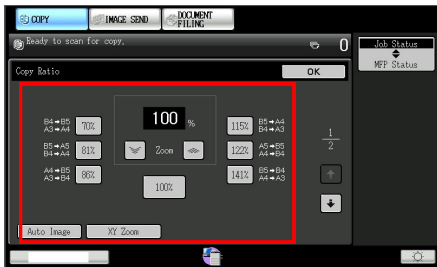 COPY IMAGE SEND DOCUMENT FILING
Ready to scan for copy. 0
Job Status
MFP Status
Copy Ratio OK
B4→B5
A3→A4
70%
100 %
115%
B5→A4
B4→A3
B5→A5
B4→A4
81%
Zoom
122%
A5→B5
A4→B4
A4→B5
A3→B4
86%
100%
141%
B5→B4
A4→A3
1
2
Auto Image XY Zoom